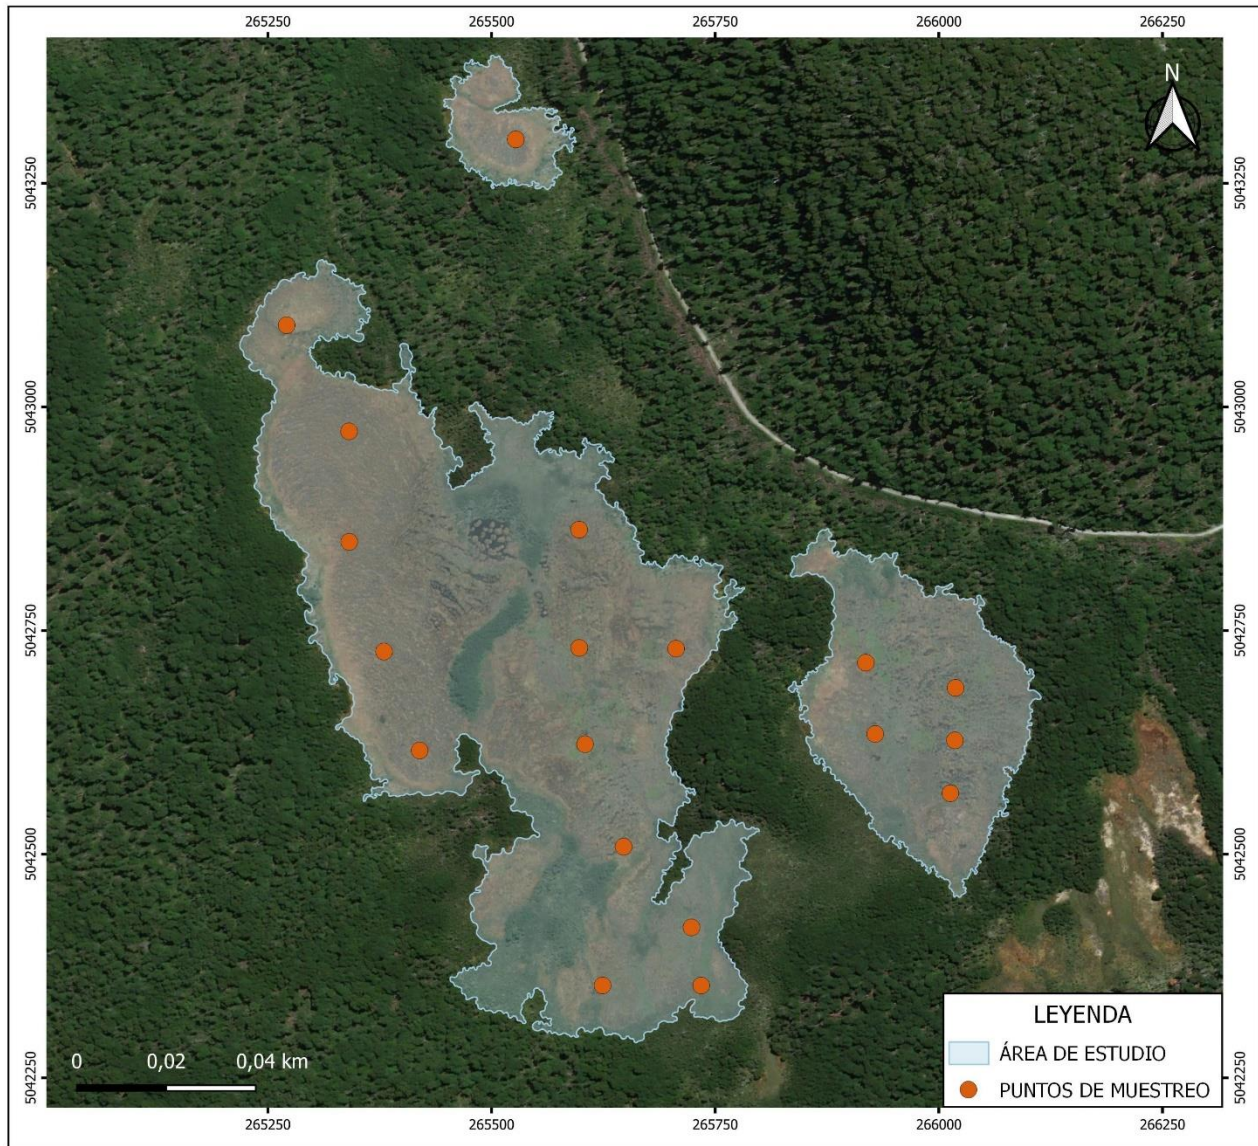 265250 265500 265750 266000 266250
N
5043250 5043250
5043000 5043000
5042750 5042750
5042500 5042500
5042250 5042250
0 0,02 0,04 km
LEYENDA
ÁREA DE ESTUDIO
PUNTOS DE MUESTREO
265250 265500 265750 266000 266250